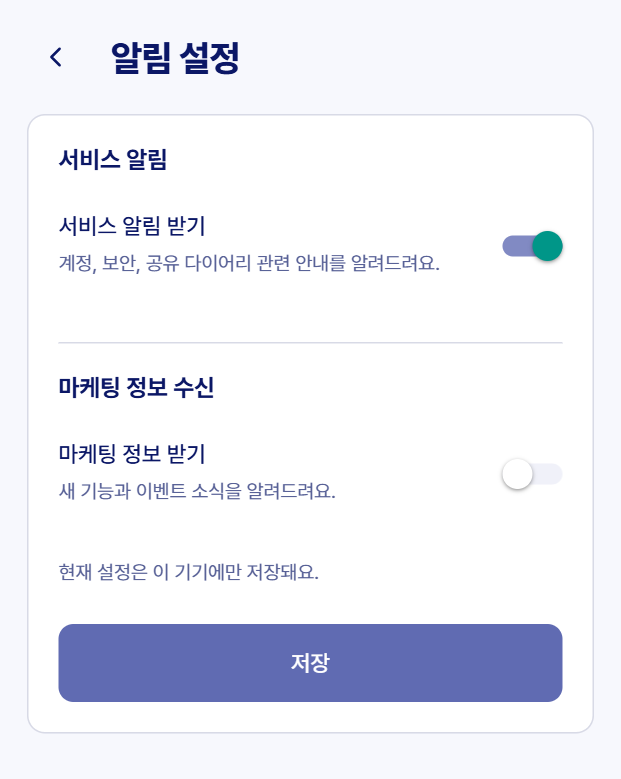 알림 설정
서비스 알림
서비스 알림 받기
계정, 보안, 공유 다이어리 관련 안내를 알려드려요.
마케팅 정보 수신
마케팅 정보 받기
새 기능과 이벤트 소식을 알려드려요.
현재 설정은 이 기기에만 저장돼요.
저장